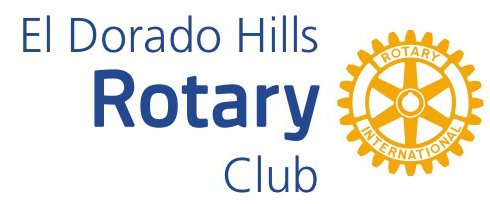 El Dorado Hills
Rotary
Club
ROTARY
INTERNATIONAL